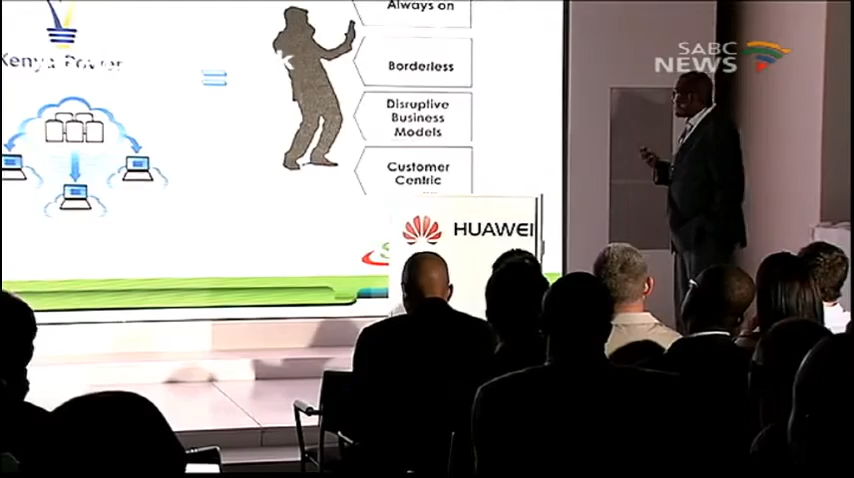 Always on
Kenya Power
Borderless
Disruptive
Business
Models
Customer
Centric
HUAWEI
SABC
NEWS